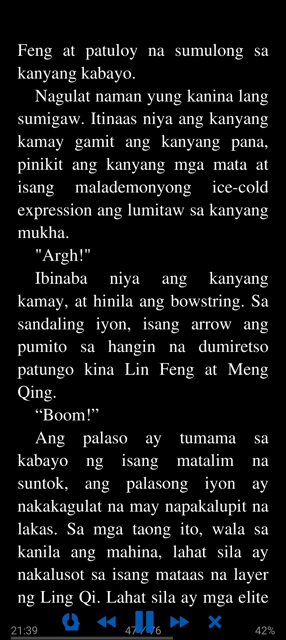 Feng at patuloy na sumulong sa
kanyang kabayo.
Nagulat naman yung kanina lang
sumigaw. Itinaas niya ang kanyang
kamay gamit ang kanyang pana,
pinikit ang kanyang mga mata at
isang malademonyong ice-cold
expression ang lumitaw sa kanyang
mukha.
"Argh!"
Ibinaba niya ang kanyang
kamay, at hinila ang bowstring. Sa
sandaling iyon, isang arrow ang
pumito sa hangin na dumiretso
patungo kina Lin Feng at Meng
Qing.
“Boom!”
Ang palaso ay tumama sa
kabayo ng isang matalim na
suntok, ang palasong iyon ay
nakakagulat na may napakalupit na
lakas. Sa mga taong ito, wala sa
kanila ang mahina, lahat sila ay
nakalusot sa isang mataas na layer
ng Ling Qi. Lahat sila ay mga elite
21:39 47 / 76 42%